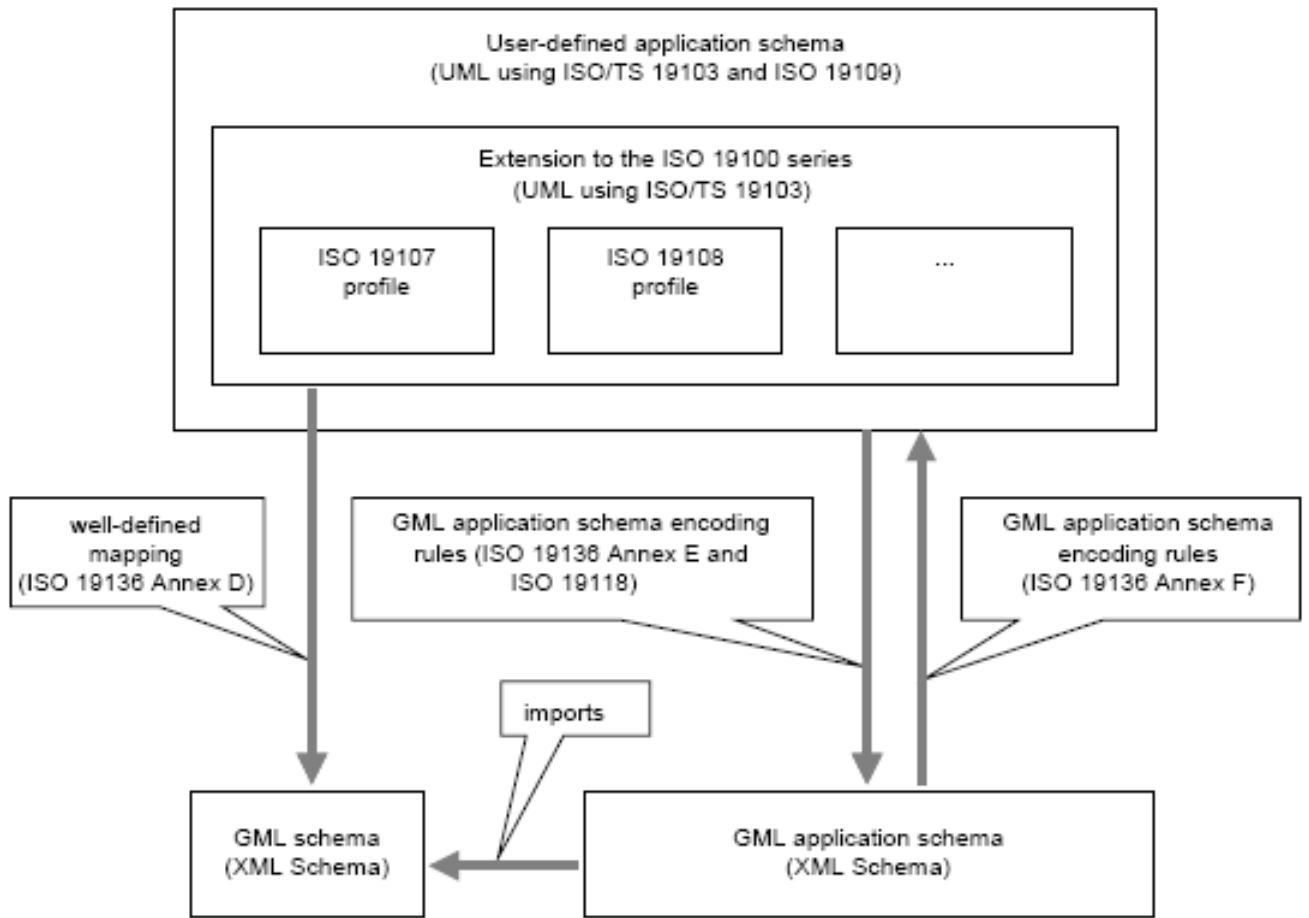 User-defined application schema
(UML using ISO/TS 19103 and ISO 19109)
Extension to the ISO 19100 series
(UML using ISO/TS 19103)
ISO 19107
profile
ISO 19108
profile
...
well-defined
mapping
(ISO 19136 Annex D)
GML application schema encoding
rules (ISO 19136 Annex E and
ISO 19118)
GML application schema
encoding rules
(ISO 19136 Annex F)
imports
GML schema
(XML Schema)
GML application schema
(XML Schema)